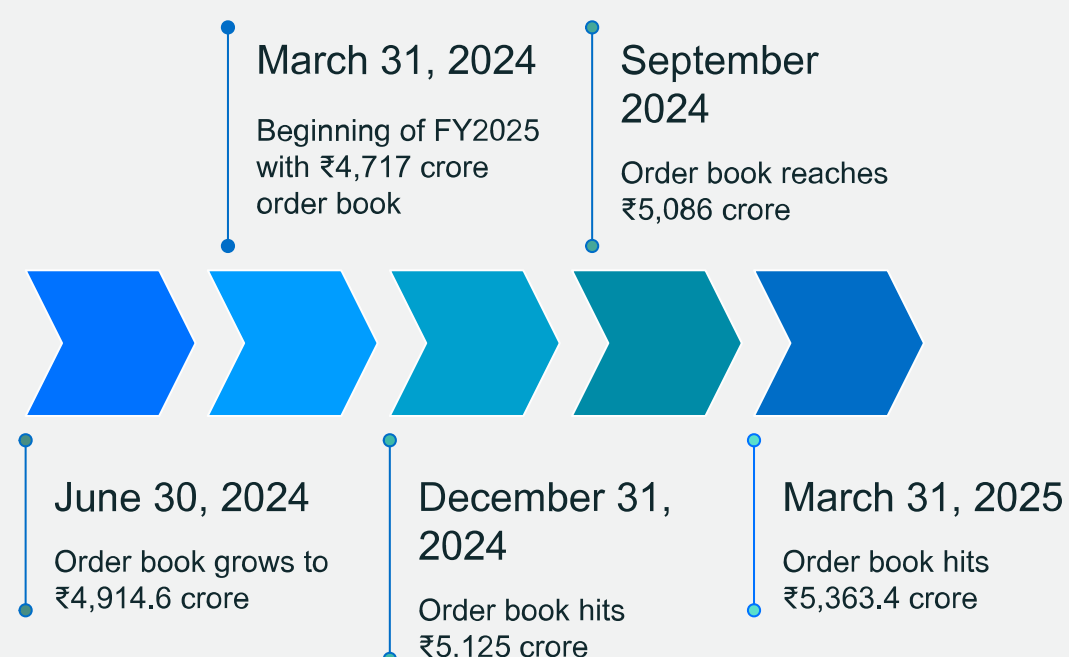 March 31, 2024
Beginning of FY2025
with ₹4,717 crore
order book
September
2024
Order book reaches
₹5,086 crore
June 30, 2024
Order book grows to
₹4,914.6 crore
December 31,
2024
Order book hits
₹5,125 crore
March 31, 2025
Order book hits
₹5,363.4 crore